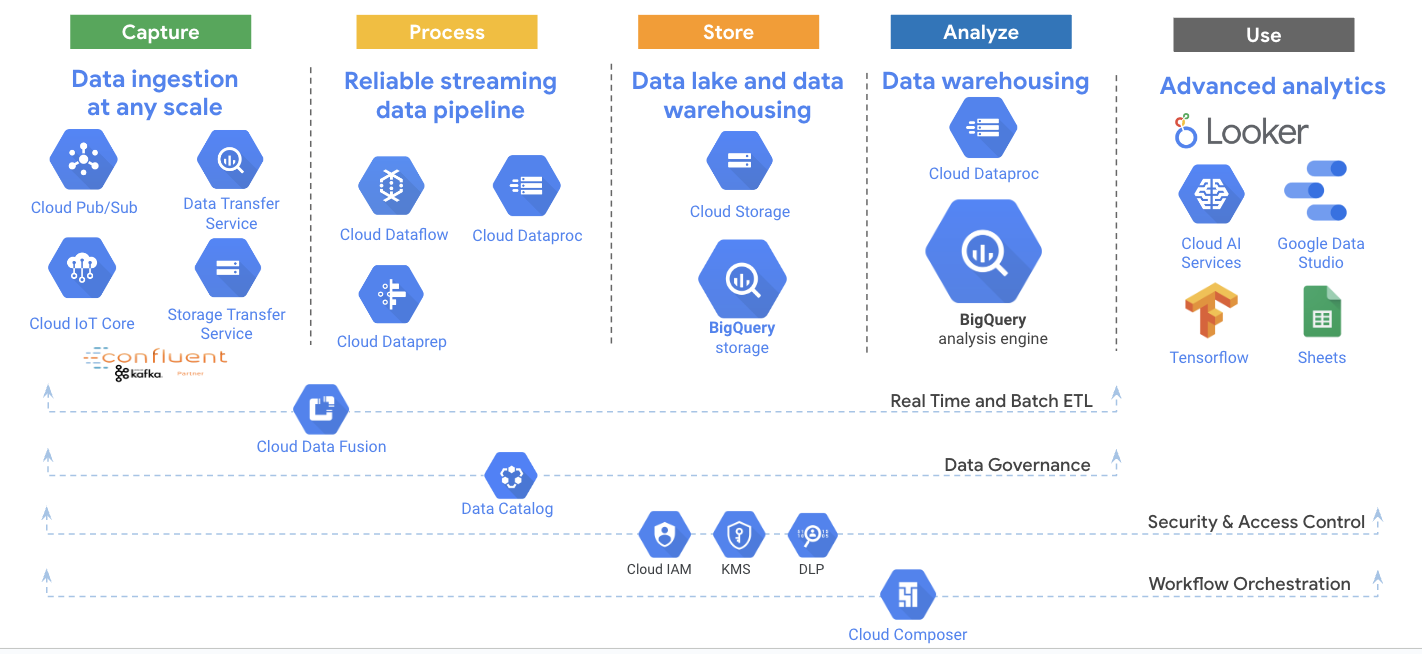 Capture
Data ingestion
at any scale
Cloud Pub/Sub
Data Transfer
Service
Cloud IoT Core
Storage Transfer
Service
confluent
kafka.
Partner
Process
Reliable streaming
data pipeline
Cloud Dataflow
Cloud Dataproc
Cloud Dataprep
Store
Data lake and data
warehousing
Cloud Storage
BigQuery
storage
Analyze
Data warehousing
Cloud Dataproc
BigQuery
analysis engine
Use
Advanced analytics
Looker
Cloud AI
Services
Google Data
Studio
Tensorflow
Sheets
Real Time and Batch ETL
Cloud Data Fusion
Data Governance
Data Catalog
Security & Access Control
Cloud IAM
KMS
DLP
Workflow Orchestration
Cloud Composer